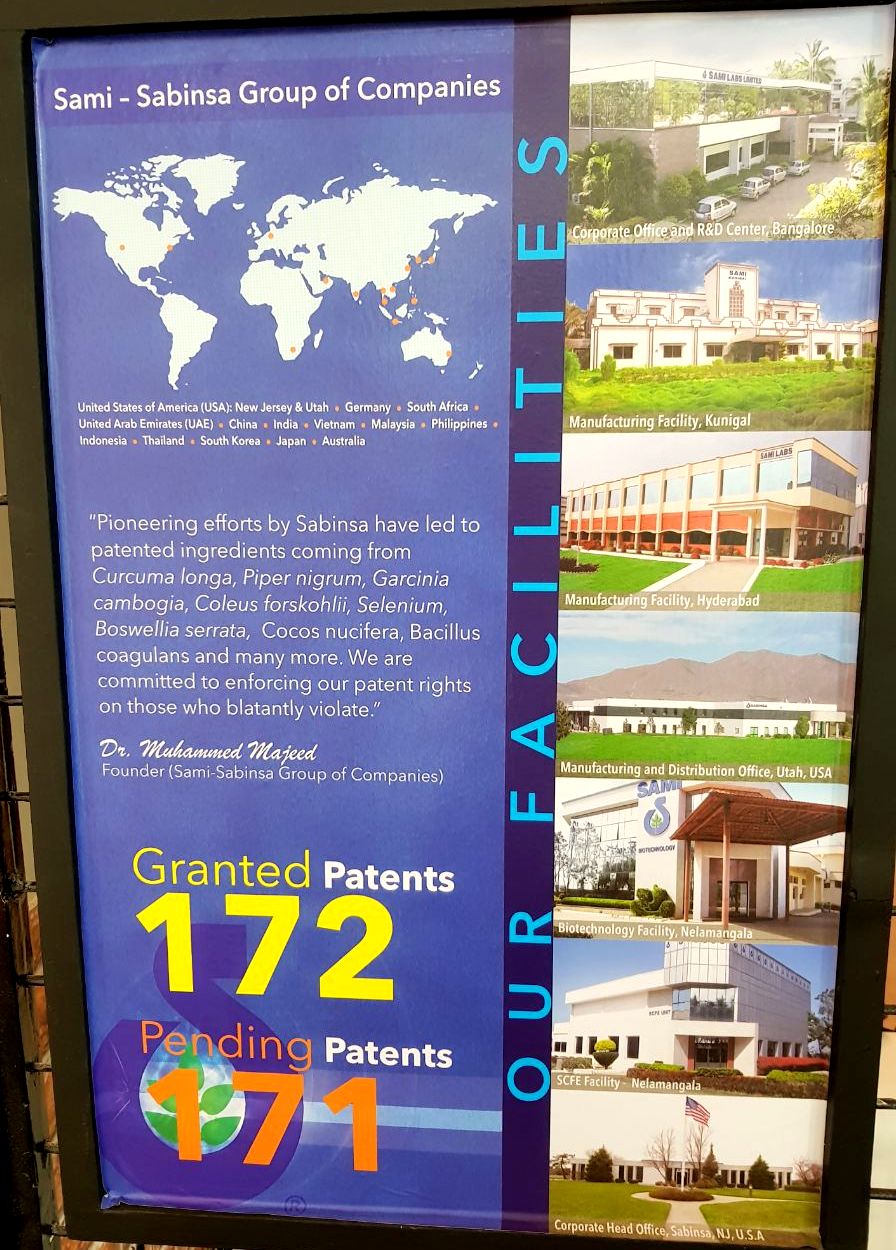 Sami - Sabinsa Group of Companies
United States of America (USA): New Jersey & Utah • Germany • South Africa •
United Arab Emirates (UAE) • China • India • Vietnam • Malaysia • Philippines •
Indonesia • Thailand • South Korea • Japan • Australia
"Pioneering efforts by Sabinsa have led to
patented ingredients coming from
Curcuma longa, Piper nigrum, Garcinia
cambogia, Coleus forskohlii, Selenium,
Boswellia serrata, Cocos nucifera, Bacillus
coagulans and many more. We are
committed to enforcing our patent rights
on those who blatantly violate."
Dr. Muhammed Majeed
Founder (Sami-Sabinsa Group of Companies)
Granted Patents
172
Pending Patents
171
®
OUR FACILITIES
SAMI LABS LIMITED
Corporate Office and R&D Center, Bangalore
SAMI
Manufacturing Facility, Kunigal
SAMI LABS
Manufacturing Facility, Hyderabad
Manufacturing and Distribution Office, Utah, USA
SAMI
BIOTECHNOLOGY
Biotechnology Facility, Nelamangala
SCFE UNIT
SCFE Facility - Nelamangala
Corporate Head Office, Sabinsa, NJ, U.S.A